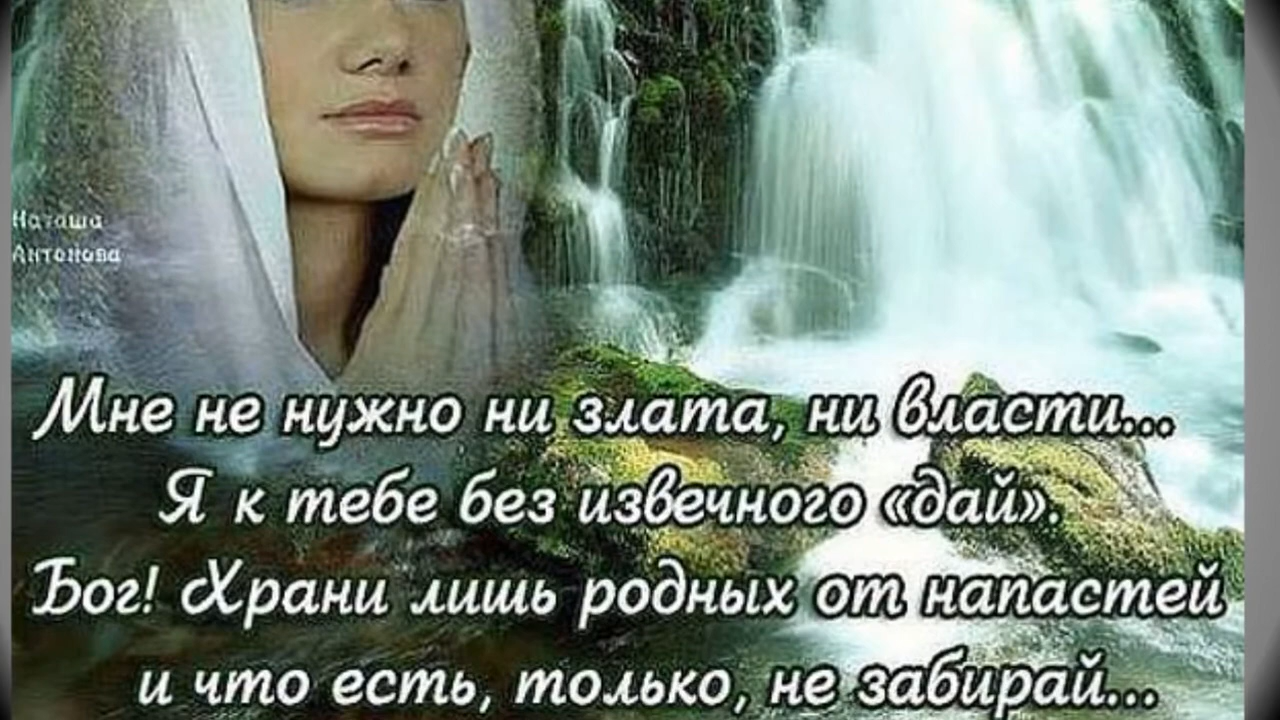 Наташа
Антонова
Мне не нужно ни злата, ни власти...
Я к тебе без извечного «дай».
Бог! Храни лишь родных от напастей
и что есть, только, не забирай...